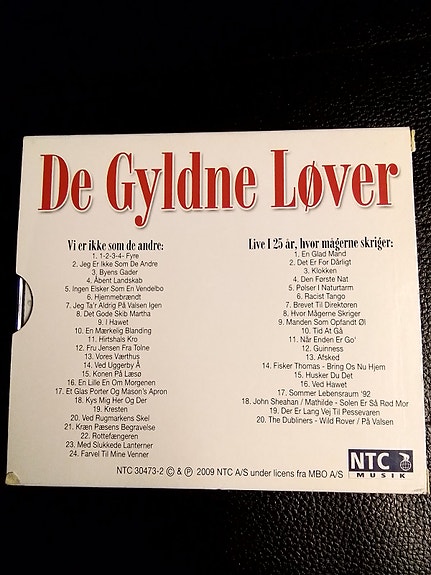 De Gyldne Løver
Vi er ikke som de andre:
1. 1-2-3-4- Fyre
2. Jeg Er Ikke Som De Andre
3. Byens Gader
4. Åbent Landskab
5. Ingen Elsker Som En Vendelbo
6. Hjemmebrændt
7. Jeg Ta'r Aldrig På Valsen Igen
8. Det Gode Skib Martha
9. I Hawet
10. En Mærkelig Blanding
11. Hirtshals Kro
12. Fru Jensen Fra Tolne
13. Vores Værthus
14. Ved Uggerby Å
15. Konen På Læsø
16. En Lille En Om Morgenen
17. Et Glas Porter Og Mason's Apron
18. Kys Mig Her Og Der
19. Kresten
20. Ved Rugmarkens Skel
21. Kræn Pæsens Begravelse
22. Rottefængeren
23. Med Slukkede Lanterner
24. Farvel Til Mine Venner
Live I 25 år, hvor mågerne skriger:
1. En Glad Mand
2. Det Er For Dårligt
3. Klokken
4. Den Første Nat
5. Pølser I Naturtarm
6. Racist Tango
7. Brevet Til Direktoren
8. Hvor Mågerne Skriger
9. Manden Som Opfandt Øl
10. Tid At Gå
11. Når Enden Er Go'
12. Guinness
13. Afsked
14. Fisker Thomas - Bring Os Nu Hjem
15. Husker Du Det
16. Ved Hawet
17. Sommer Lebensraum '92
18. John Sheahan / Mathilde - Solen Er Så Rød Mor
19. Der Er Lang Vej Til Pessevaren
20. The Dubliners - Wild Rover / På Valsen
NTC 30473-2 © & ℗ 2009 NTC A/S under licens fra MBO A/S
NTC
MUSIK